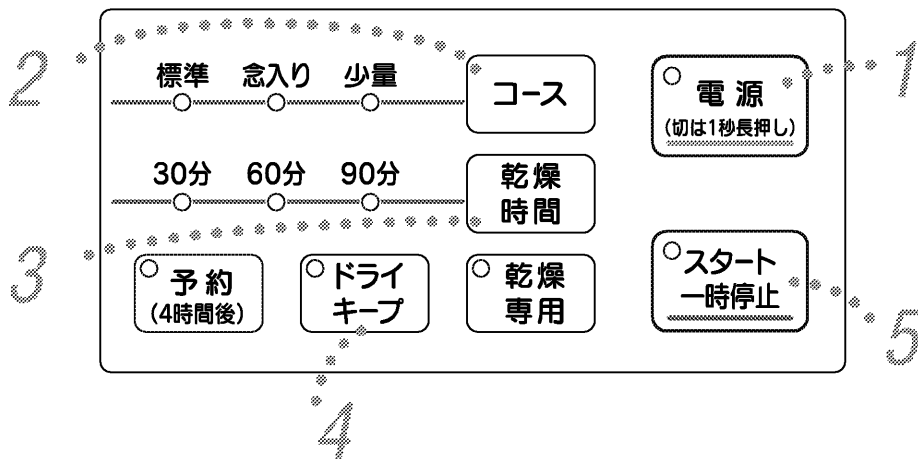 2
1
標準 念入り 少量
コース
電源
(切は1秒長押し)
30分 60分 90分
乾燥
時間
3
予約
(4時間後)
ドライ
キープ
乾燥
専用
スタート
一時停止
5
4